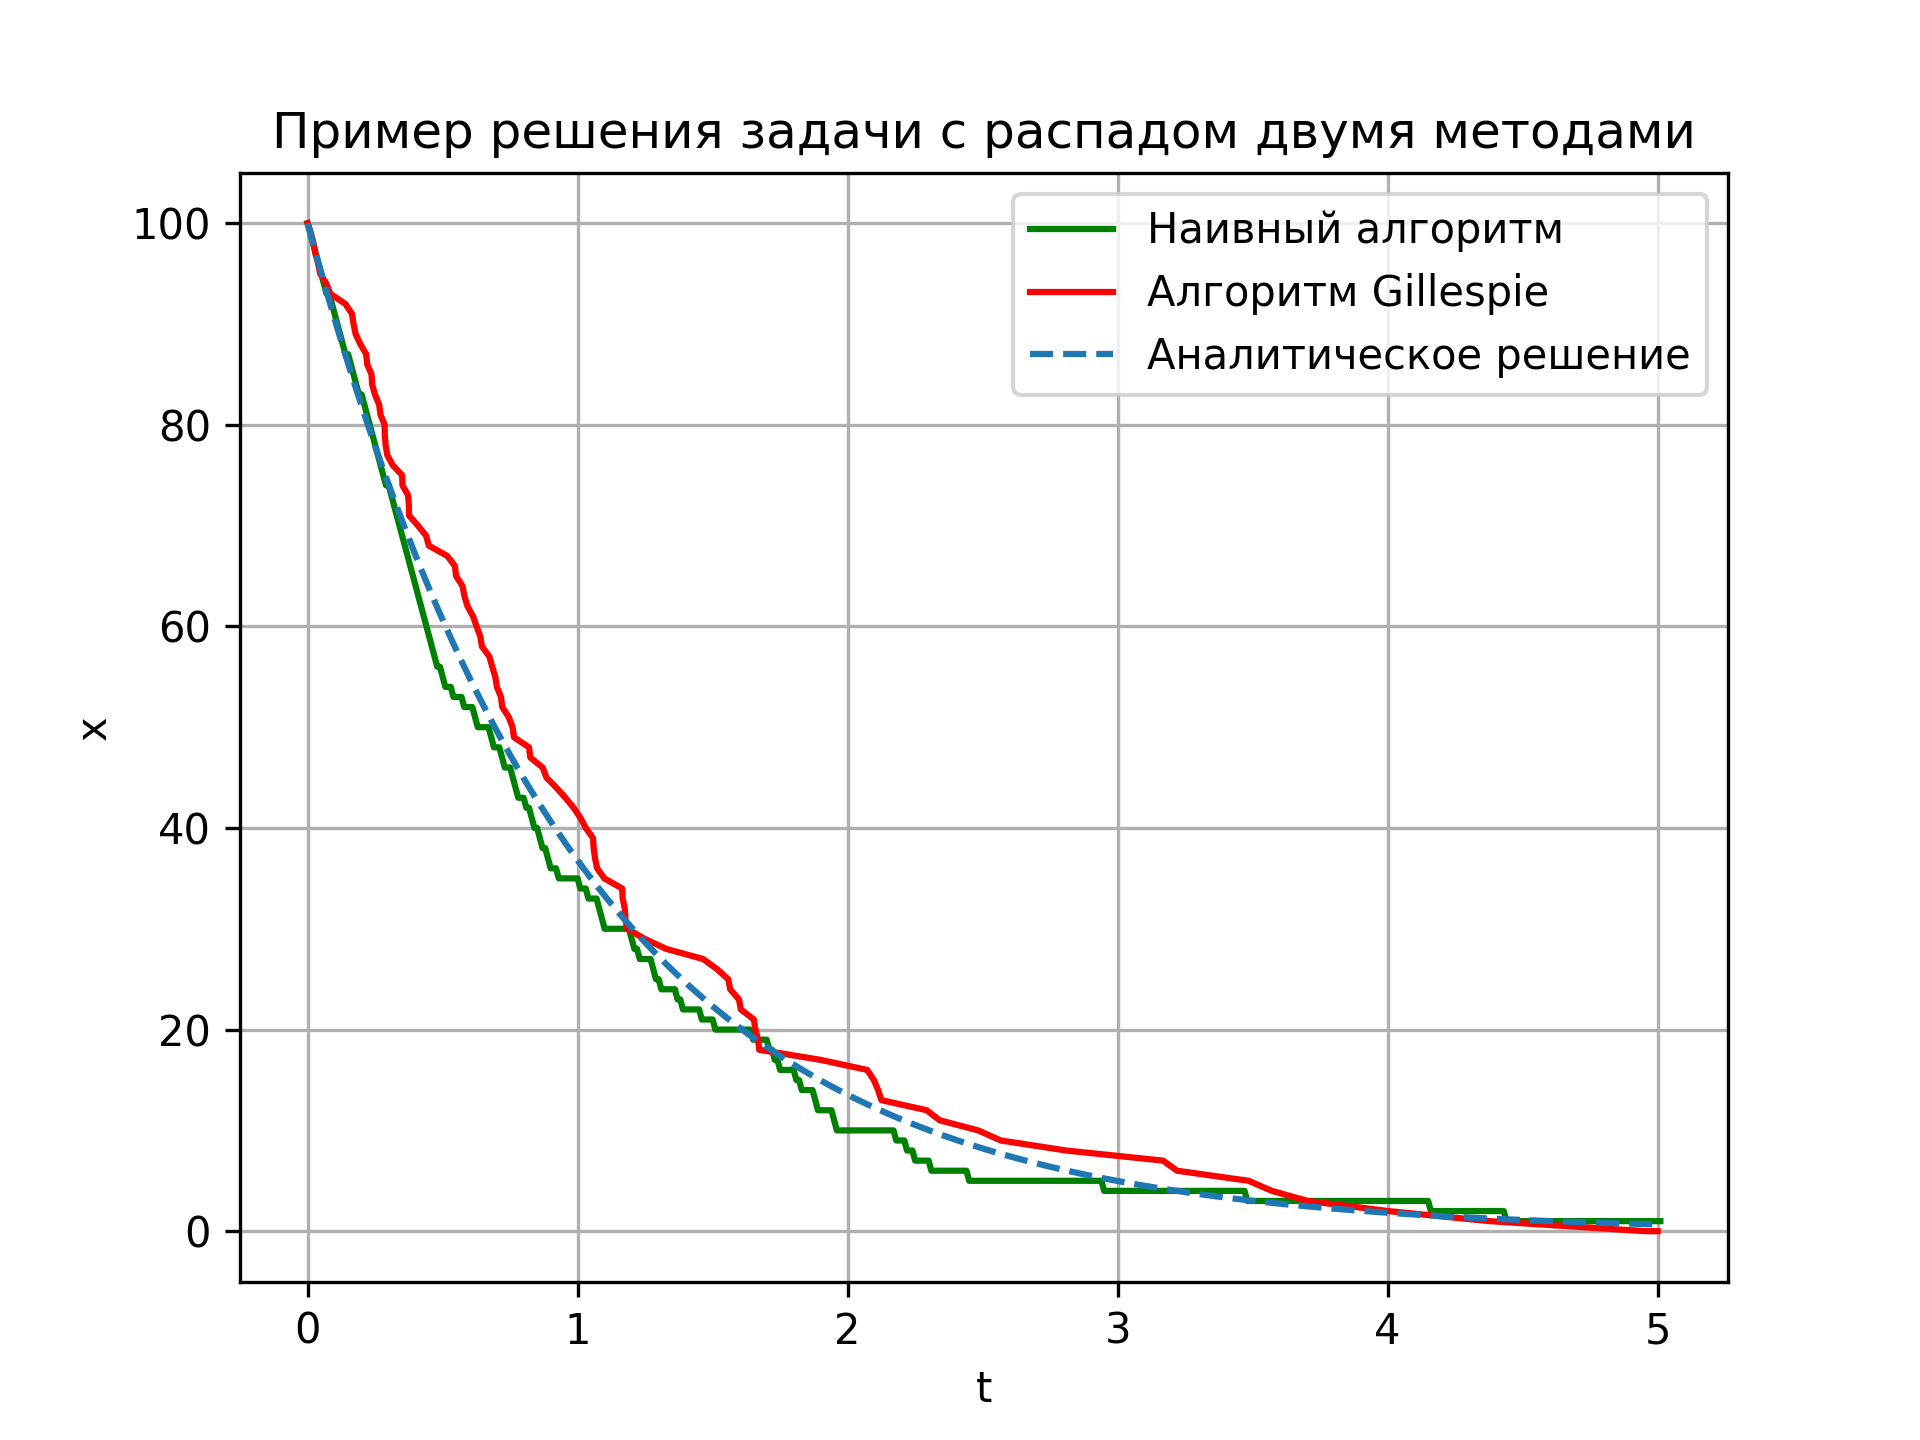 Пример решения задачи с распадом двумя методами
Наивный алгоритм
Алгоритм Gillespie
Аналитическое решение
100
80
60
40
20
0
x
0 1 2 3 4 5
t